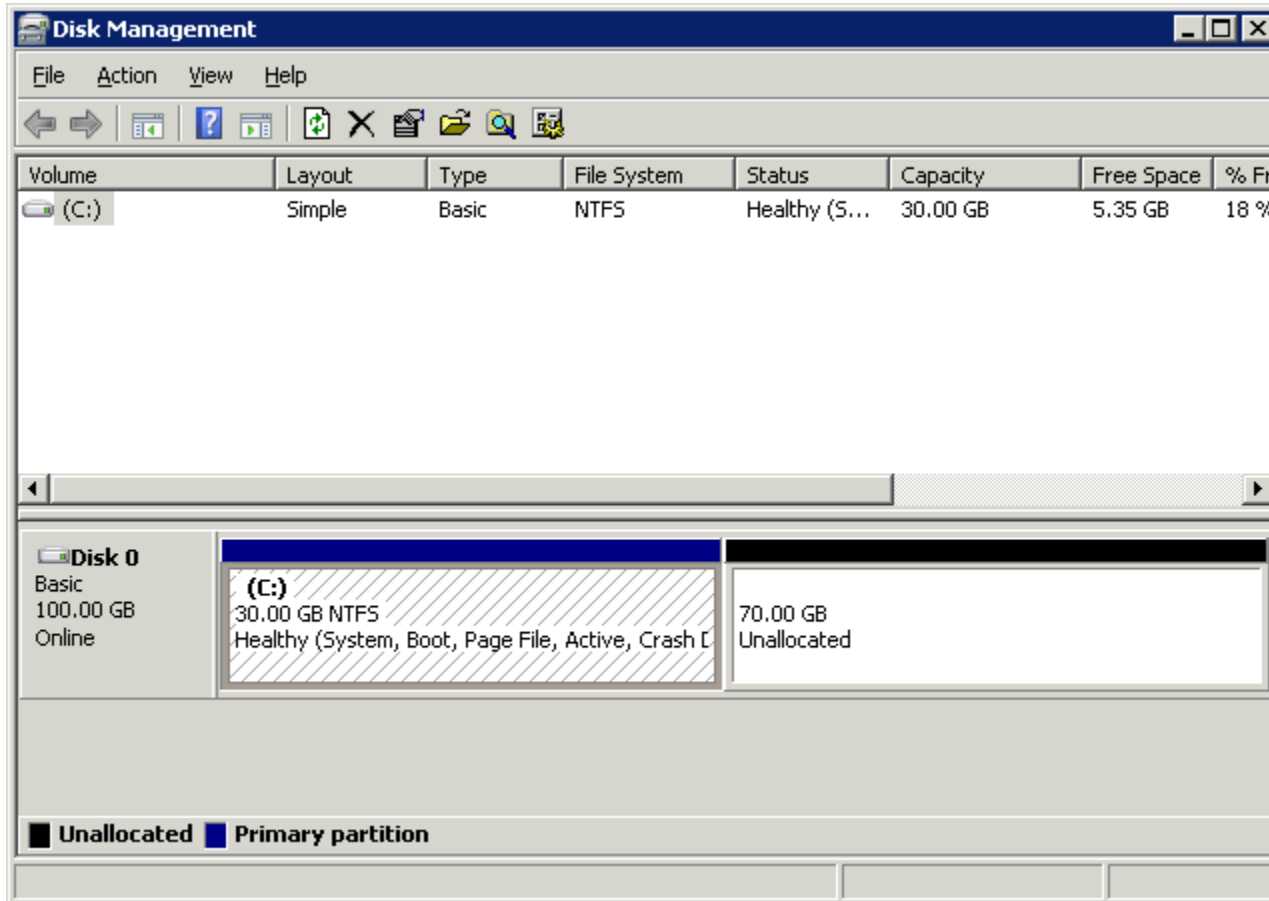 Disk Management
File Action View Help
Volume Layout Type File System Status Capacity Free Space % Fr
(C:) Simple Basic NTFS Healthy (S... 30.00 GB 5.35 GB 18 %
Disk 0
Basic
100.00 GB
Online
(C:)
30.00 GB NTFS
Healthy (System, Boot, Page File, Active, Crash D
70.00 GB
Unallocated
Unallocated Primary partition